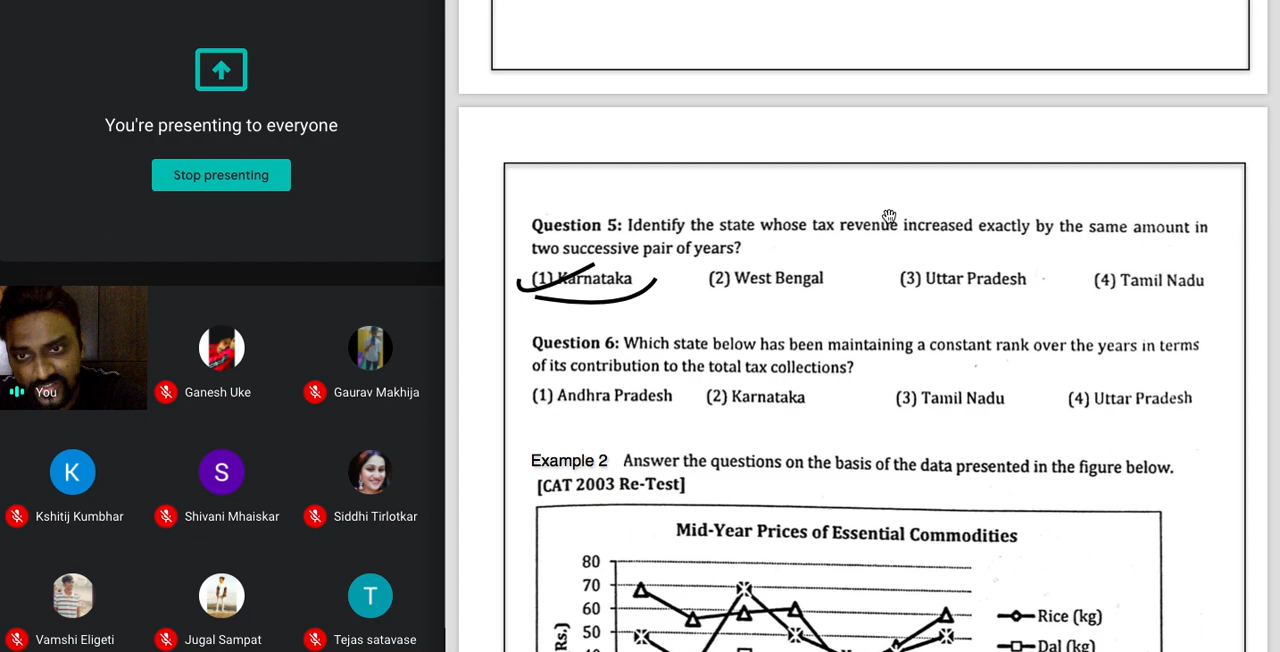 You're presenting to everyone
Stop presenting
You
Ganesh Uke
Gaurav Makhija
K
Kshitij Kumbhar
S
Shivani Mhaiskar
Siddhi Tirlotkar
Vamshi Eligeti
Jugal Sampat
T
Tejas satavase
Question 5: Identify the state whose tax revenue increased exactly by the same amount in
two successive pair of years?
(1) Karnataka (2) West Bengal (3) Uttar Pradesh (4) Tamil Nadu
Question 6: Which state below has been maintaining a constant rank over the years in terms
of its contribution to the total tax collections?
(1) Andhra Pradesh (2) Karnataka (3) Tamil Nadu (4) Uttar Pradesh
Example 2 Answer the questions on the basis of the data presented in the figure below.
[CAT 2003 Re-Test]
Mid-Year Prices of Essential Commodities
80
70
60
50
Rs.)
Rice (kg)
Dal (kg)